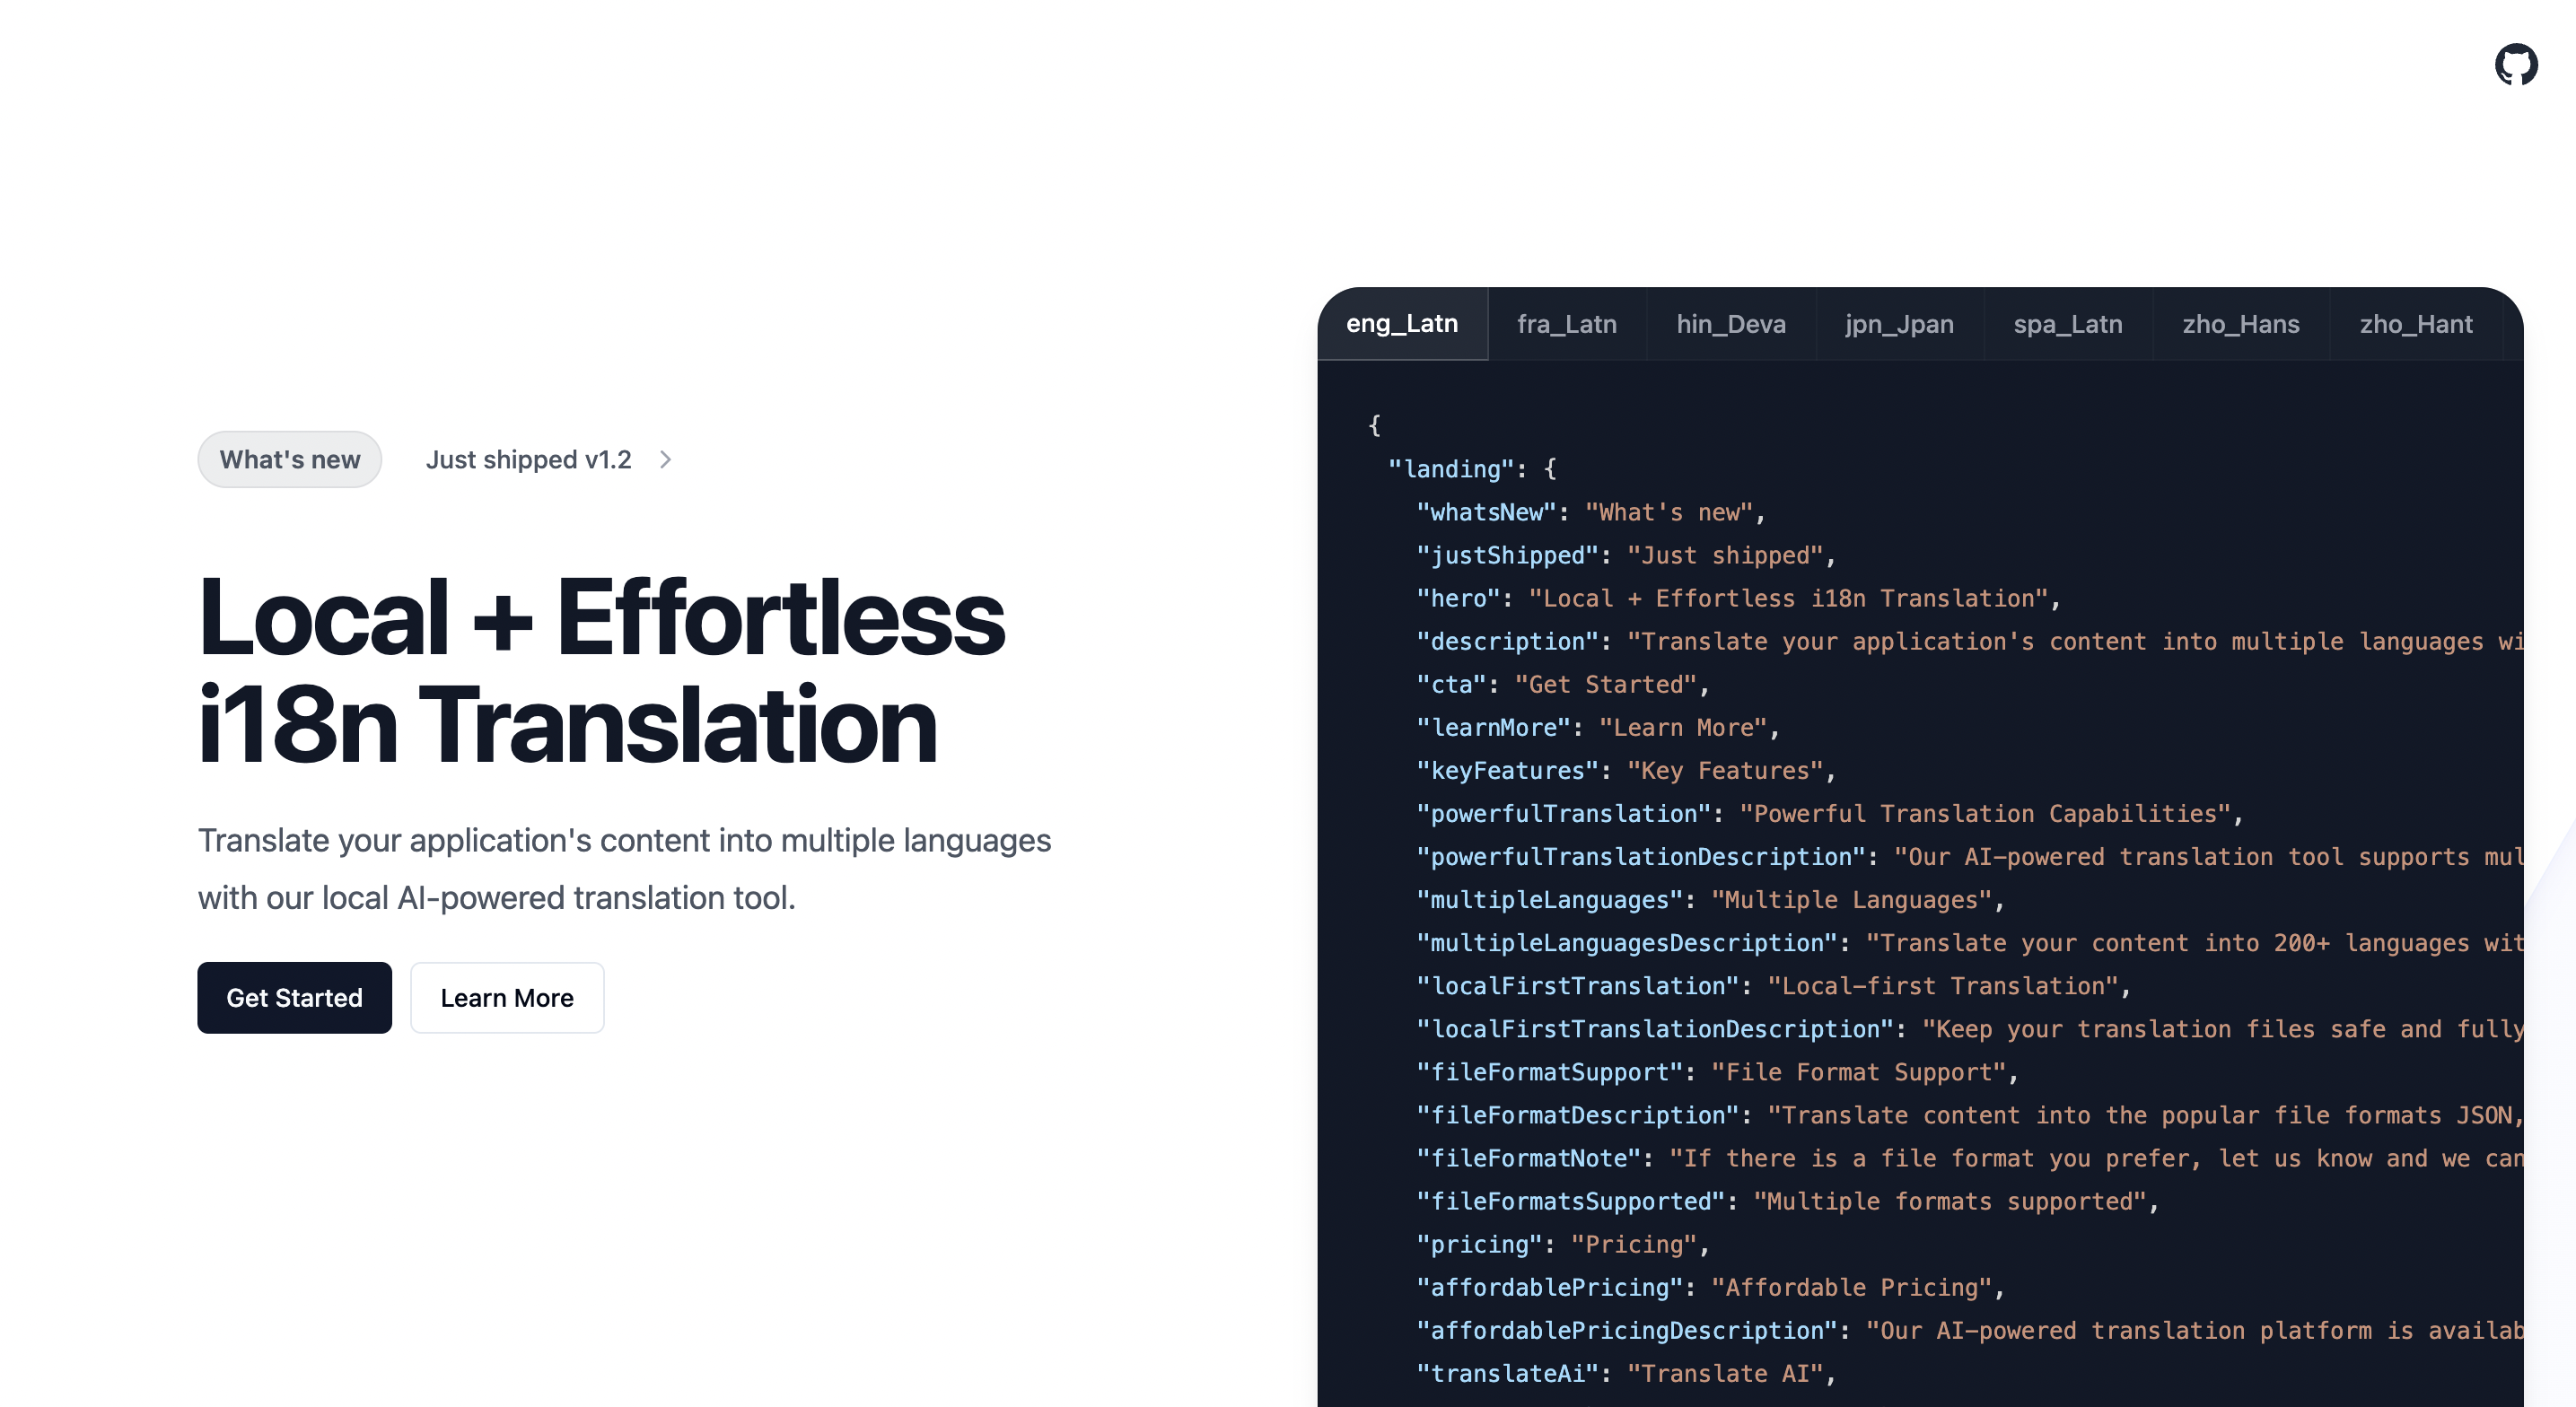 What's new
Just shipped v1.2
Local + Effortless
i18n Translation
Translate your application's content into multiple languages
with our local AI-powered translation tool.
Get Started
Learn More
eng_Latn
fra_Latn
hin_Deva
jpn_Jpan
spa_Latn
zho_Hans
zho_Hant
{
"landing": {
"whatsNew": "What's new",
"justShipped": "Just shipped",
"hero": "Local + Effortless i18n Translation",
"description": "Translate your application's content into multiple languages wi
"cta": "Get Started",
"learnMore": "Learn More",
"keyFeatures": "Key Features",
"powerfulTranslation": "Powerful Translation Capabilities",
"powerfulTranslationDescription": "Our AI-powered translation tool supports mul
"multipleLanguages": "Multiple Languages",
"multipleLanguagesDescription": "Translate your content into 200+ languages wit
"localFirstTranslation": "Local-first Translation",
"localFirstTranslationDescription": "Keep your translation files safe and fully
"fileFormatSupport": "File Format Support",
"fileFormatDescription": "Translate content into the popular file formats JSON,
"fileFormatNote": "If there is a file format you prefer, let us know and we can
"fileFormatsSupported": "Multiple formats supported",
"pricing": "Pricing",
"affordablePricing": "Affordable Pricing",
"affordablePricingDescription": "Our AI-powered translation platform is availab
"translateAi": "Translate AI",